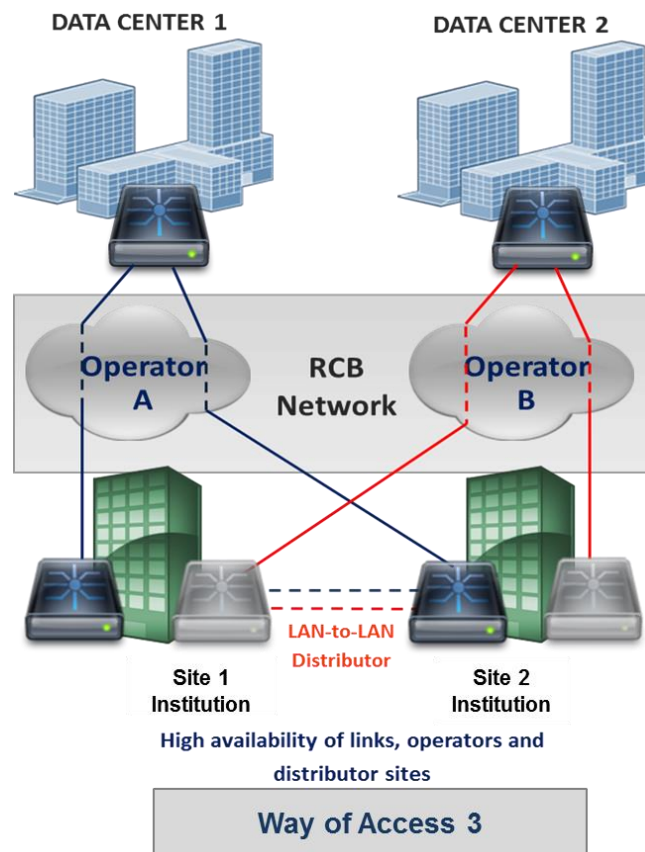 DATA CENTER 1
DATA CENTER 2
Operator
A
RCB
Network
Operator
B
LAN-to-LAN
Distributor
Site 1
Institution
Site 2
Institution
High availability of links, operators and
distributor sites
Way of Access 3